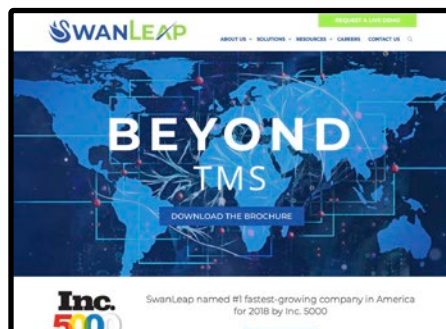 SWANLEAP
REQUEST A LIVE DEMO
ABOUT US SOLUTIONS RESOURCES CAREERS CONTACT US
BEYOND
TMS
DOWNLOAD THE BROCHURE
Inc.
5000
SwanLeap named #1 fastest-growing company in America
for 2018 by Inc. 5000